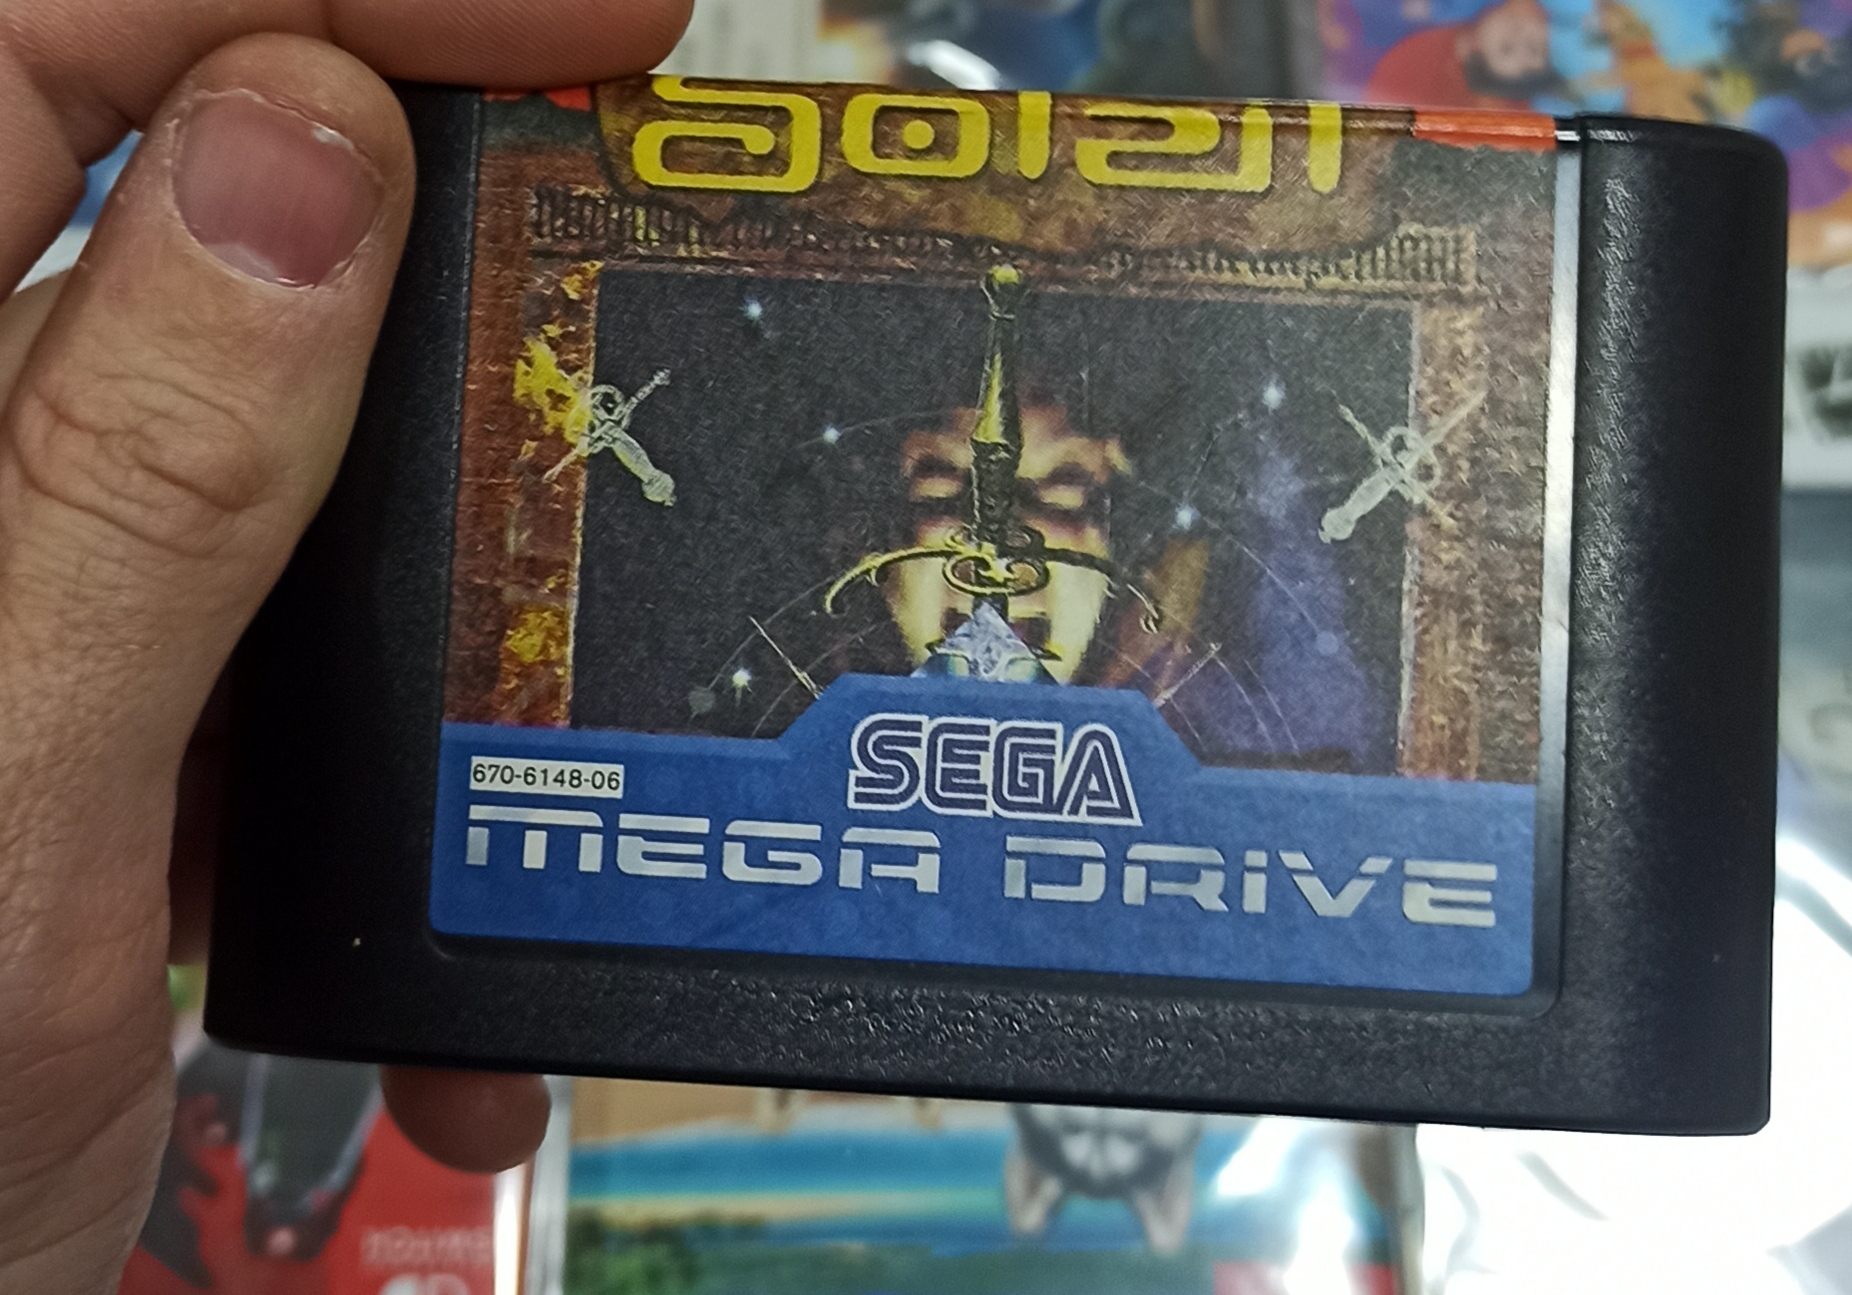 Soleil
SEGA
670-6148-06
MEGA DRIVE